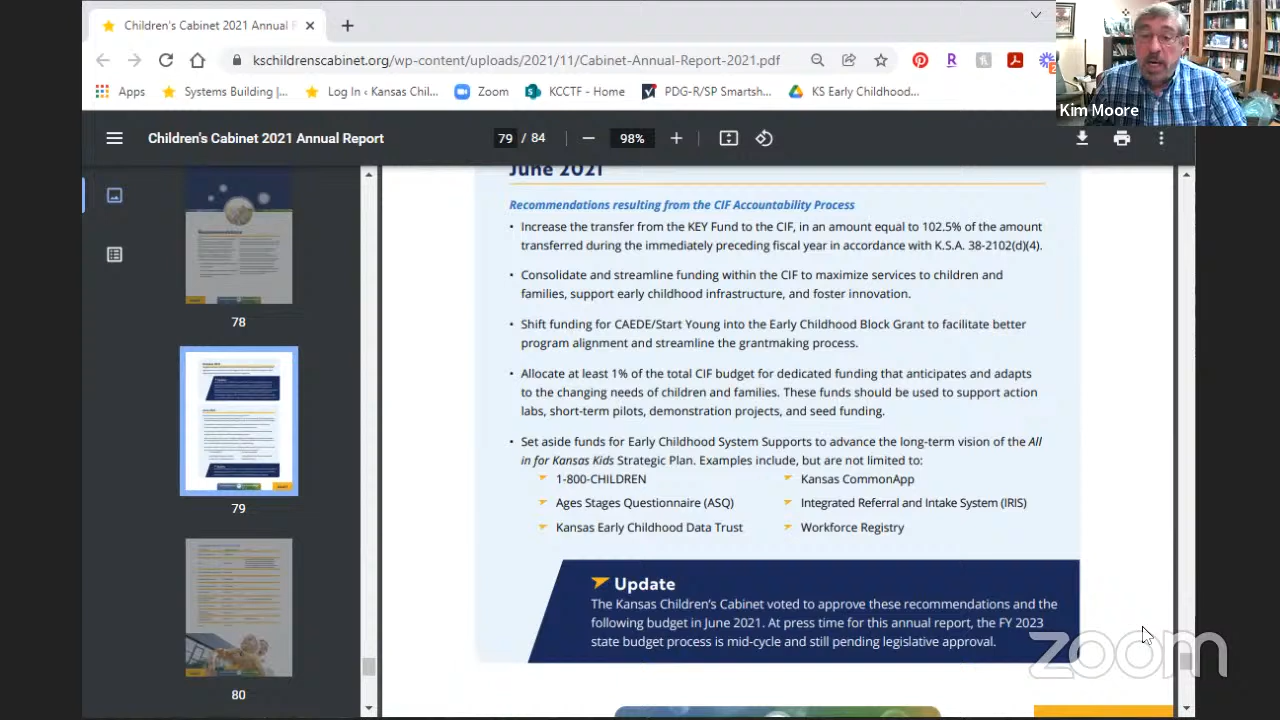 Children's Cabinet 2021 Annual R
kschildrenscabinet.org/wp-content/uploads/2021/11/Cabinet-Annual-Report-2021.pdf
Apps
Systems Building |...
Log In ‹ Kansas Chil...
Zoom
KCCTF - Home
PDG-R/SP Smartsh...
KS Early Childhood...
Kim Moore
Children's Cabinet 2021 Annual Report
79 / 84
98%
78
79
80
June 2021
Recommendations resulting from the CIF Accountability Process
• Increase the transfer from the KEY Fund to the CIF, in an amount equal to 102.5% of the amount
transferred during the immediately preceding fiscal year in accordance with K.S.A. 38-2102(d)(4).
• Consolidate and streamline funding within the CIF to maximize services to children and
families, support early childhood infrastructure, and foster innovation.
• Shift funding for CAEDE/Start Young into the Early Childhood Block Grant to facilitate better
program alignment and streamline the grantmaking process.
• Allocate at least 1% of the total CIF budget for dedicated funding that anticipates and adapts
to the changing needs of children and families. These funds should be used to support action
labs, short-term pilots, demonstration projects, and seed funding.
• Set aside funds for Early Childhood System Supports to advance the long-term vision of the All
in for Kansas Kids Strategic Plan. Examples include, but are not limited to:
1-800-CHILDREN
Kansas CommonApp
Ages Stages Questionnaire (ASQ)
Integrated Referral and Intake System (IRIS)
Kansas Early Childhood Data Trust
Workforce Registry
Update
The Kansas Children's Cabinet voted to approve these recommendations and the
following budget in June 2021. At press time for this annual report, the FY 2023
state budget process is mid-cycle and still pending legislative approval.
zoom